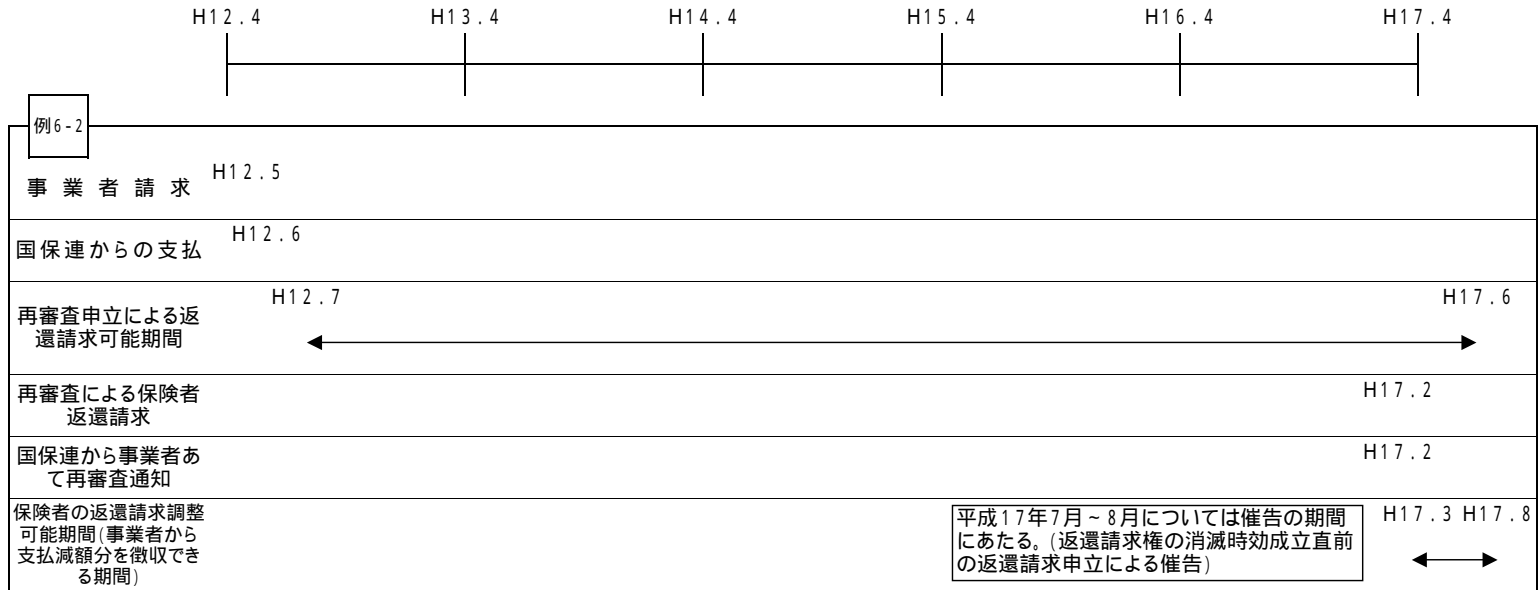 H12.4 H13.4 H14.4 H15.4 H16.4 H17.4
例6-2
事業者請求 H12.5
国保連からの支払 H12.6
再審査申立による返
還請求可能期間
H12.7 H17.6
再審査による保険者
返還請求
H17.2
国保連から事業者あ
て再審査通知
H17.2
保険者の返還請求調整
可能期間(事業者から
支払減額分を徴収でき
る期間)
平成17年7月~8月については催告の期間
にあたる。(返還請求権の消滅時効成立直前
の返還請求申立による催告)
H17.3 H17.8